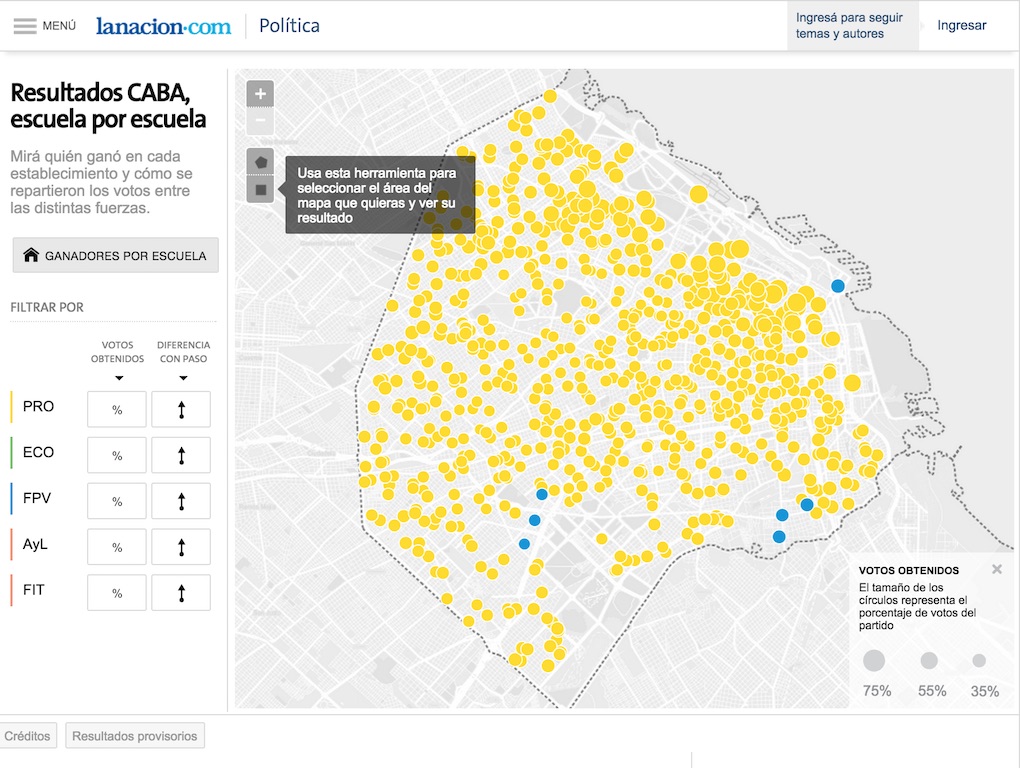 MENÚ
lanacion.com
Política
Ingresá para seguir
temas y autores
Ingresar
Resultados CABA,
escuela por escuela
Mirá quién ganó en cada
establecimiento y cómo se
repartieron los votos entre
las distintas fuerzas.
GANADORES POR ESCUELA
FILTRAR POR
VOTOS
OBTENIDOS
DIFERENCIA
CON PASO
PRO
%
ECO
%
FPV
%
AyL
%
FIT
%
+
−
Usa esta herramienta para
seleccionar el área del
mapa que quieras y ver su
resultado
VOTOS OBTENIDOS
El tamaño de los
círculos representa el
porcentaje de votos del
partido
75%
55%
35%
Créditos
Resultados provisorios